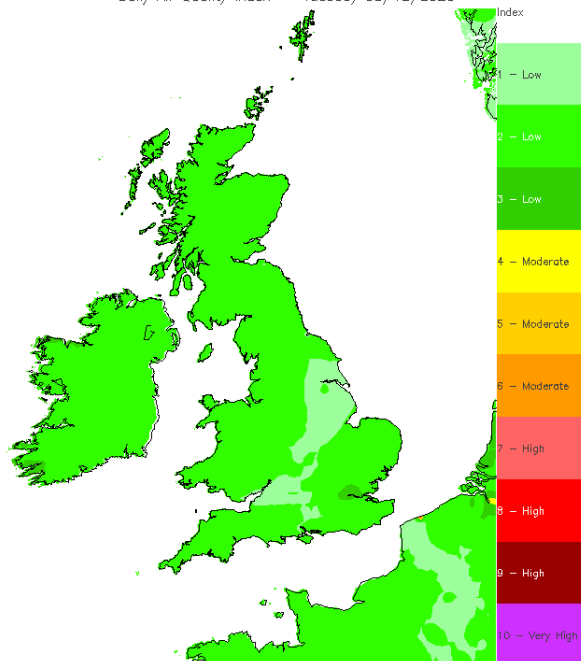 Index
1 - Low
2 - Low
3 - Low
4 - Moderate
5 - Moderate
6 - Moderate
7 - High
8 - High
9 - High
10 - Very High